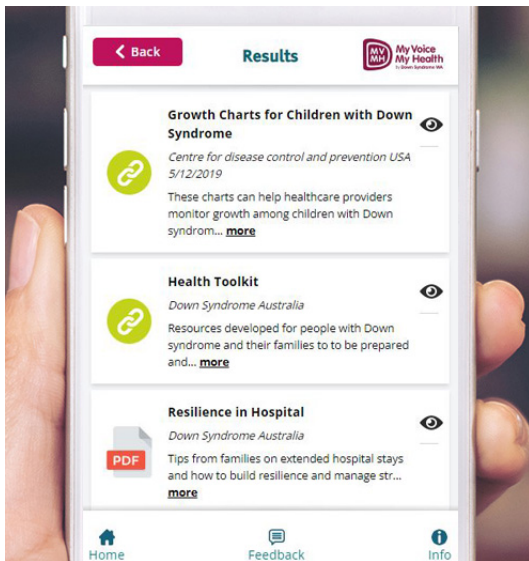 Back
Results
MV
MH
My Voice
My Health
by Down Syndrome WA
Growth Charts for Children with Down
Syndrome
Centre for disease control and prevention USA
5/12/2019
These charts can help healthcare providers
monitor growth among children with Down
syndrom... more
Health Toolkit
Down Syndrome Australia
Resources developed for people with Down
syndrome and their families to to be prepared
and... more
Resilience in Hospital
Down Syndrome Australia
PDF
Tips from families on extended hospital stays
and how to build resilience and manage str...
more
Home
Feedback
Info